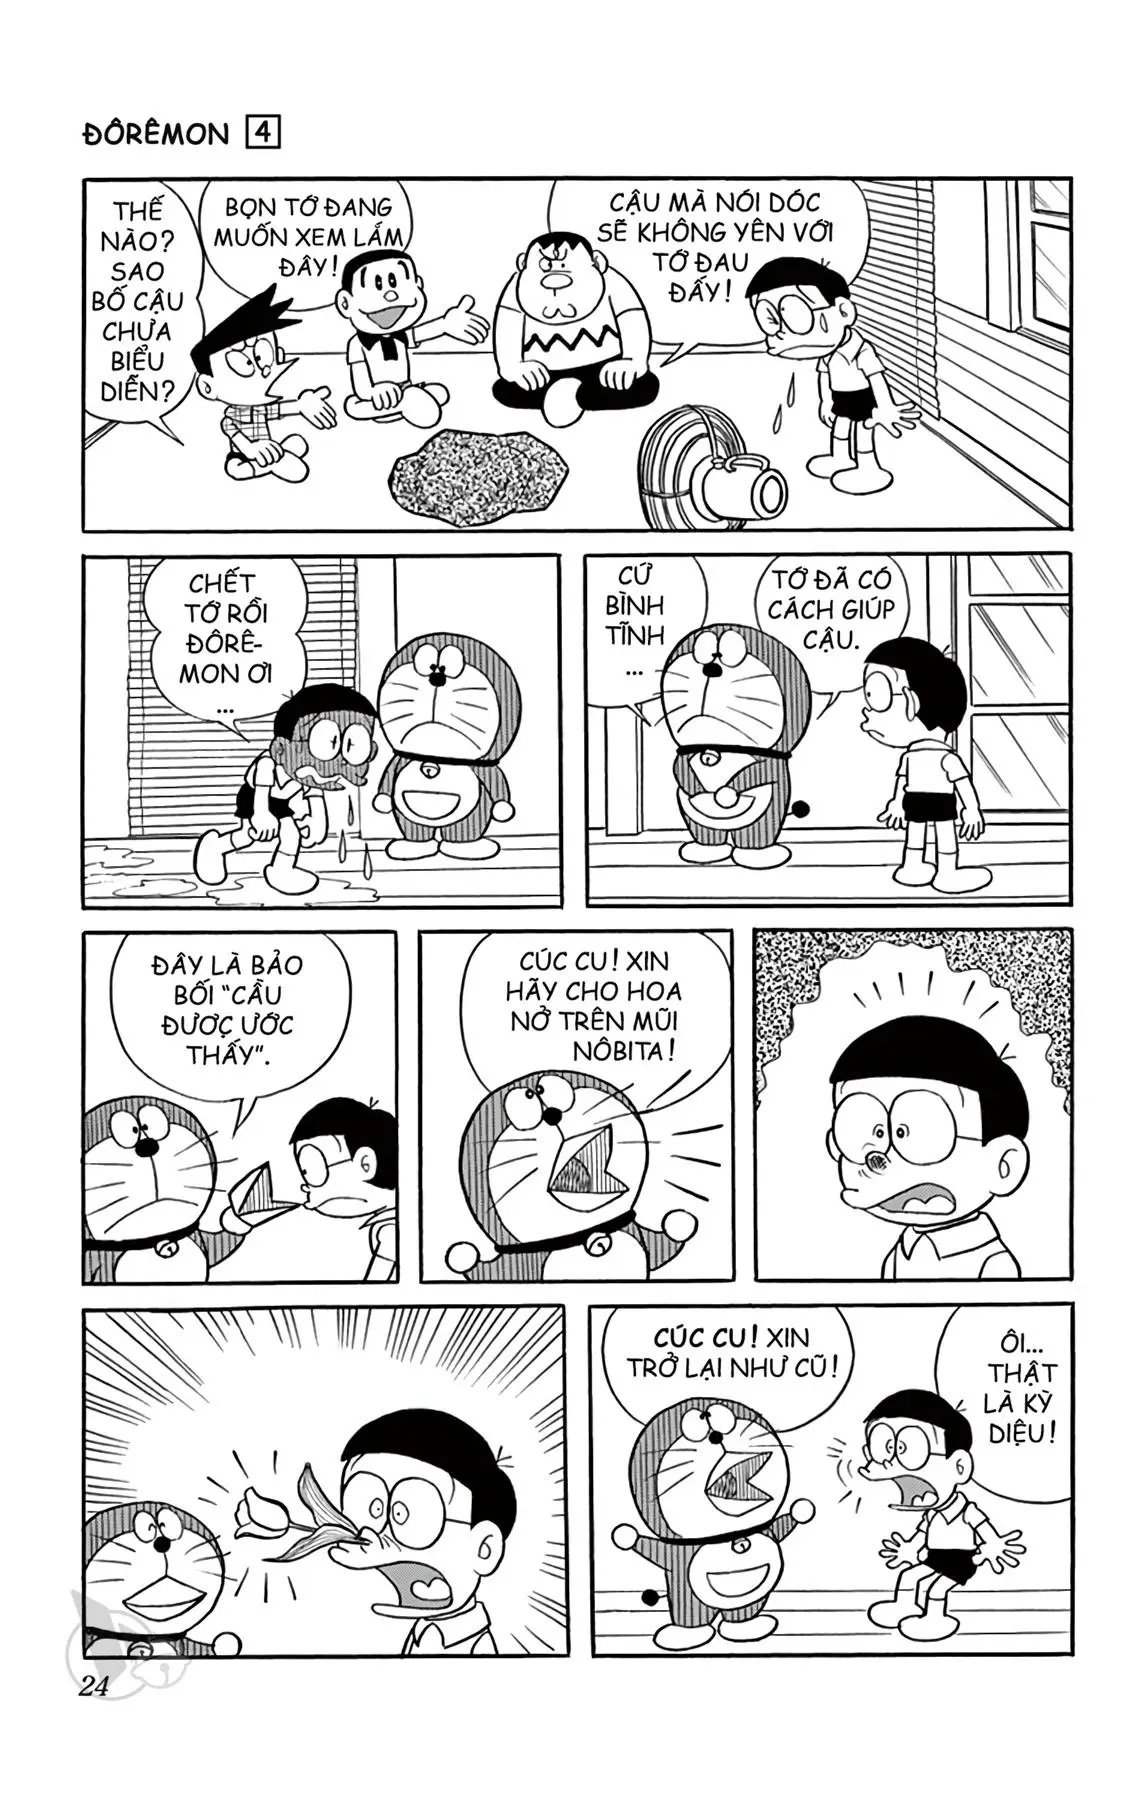 ĐÔRÊMON 4
THẾ
NÀO?
SAO
BỐ CẬU
CHƯA
BIỂU
DIỄN?
BỌN TỚ ĐANG
MUỐN XEM LẮM
ĐÂY!
CẬU MÀ NÓI DÓC
SẼ KHÔNG YÊN VỚI
TỚ ĐAU
ĐẤY!
CHẾT
TỚ RỒI
ĐÔRÊ-
MON ƠI
...
CỨ
BÌNH
TĨNH
...
TỚ ĐÃ CÓ
CÁCH GIÚP
CẬU.
ĐÂY LÀ BẢO
BỐI "CẦU
ĐƯỢC ƯỚC
THẤY".
CÚC CU! XIN
HÃY CHO HOA
NỞ TRÊN MŨI
NÔBITA!
CÚC CU! XIN
TRỞ LẠI NHƯ CŨ!
ÔI...
THẬT
LÀ KỲ
DIỆU!
24